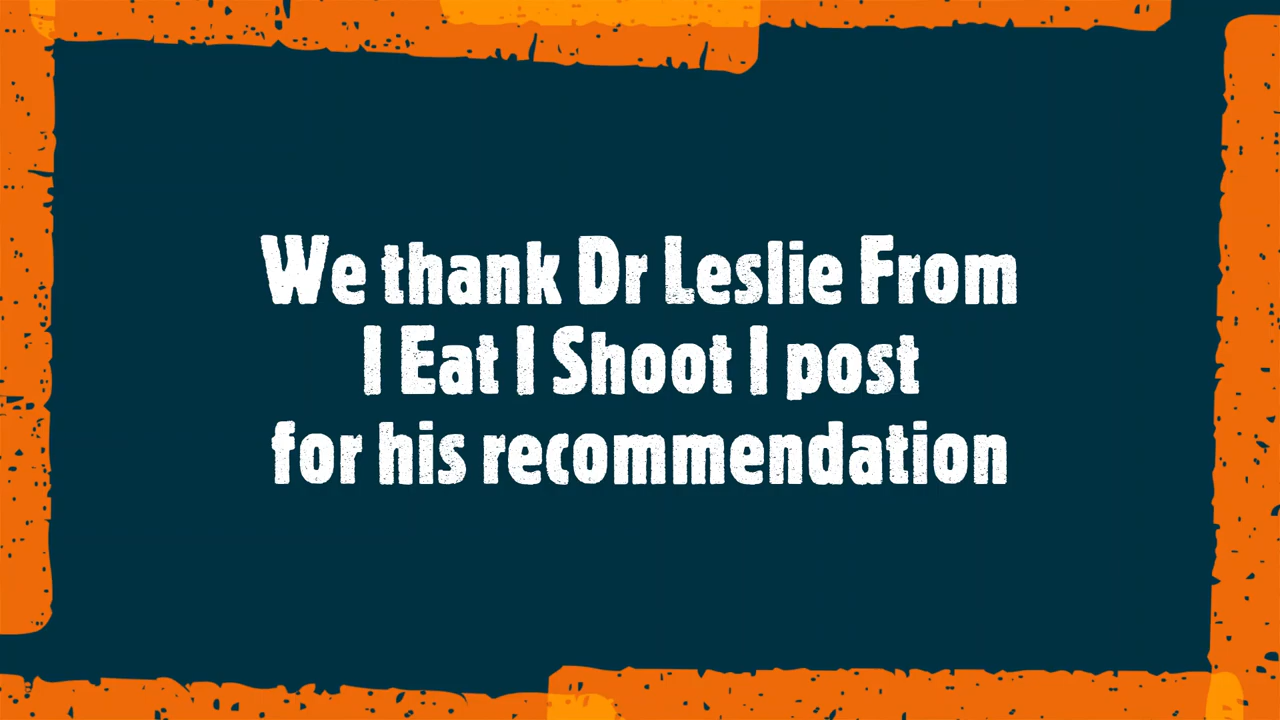 We thank Dr Leslie From
I Eat I Shoot I post
for his recommendation